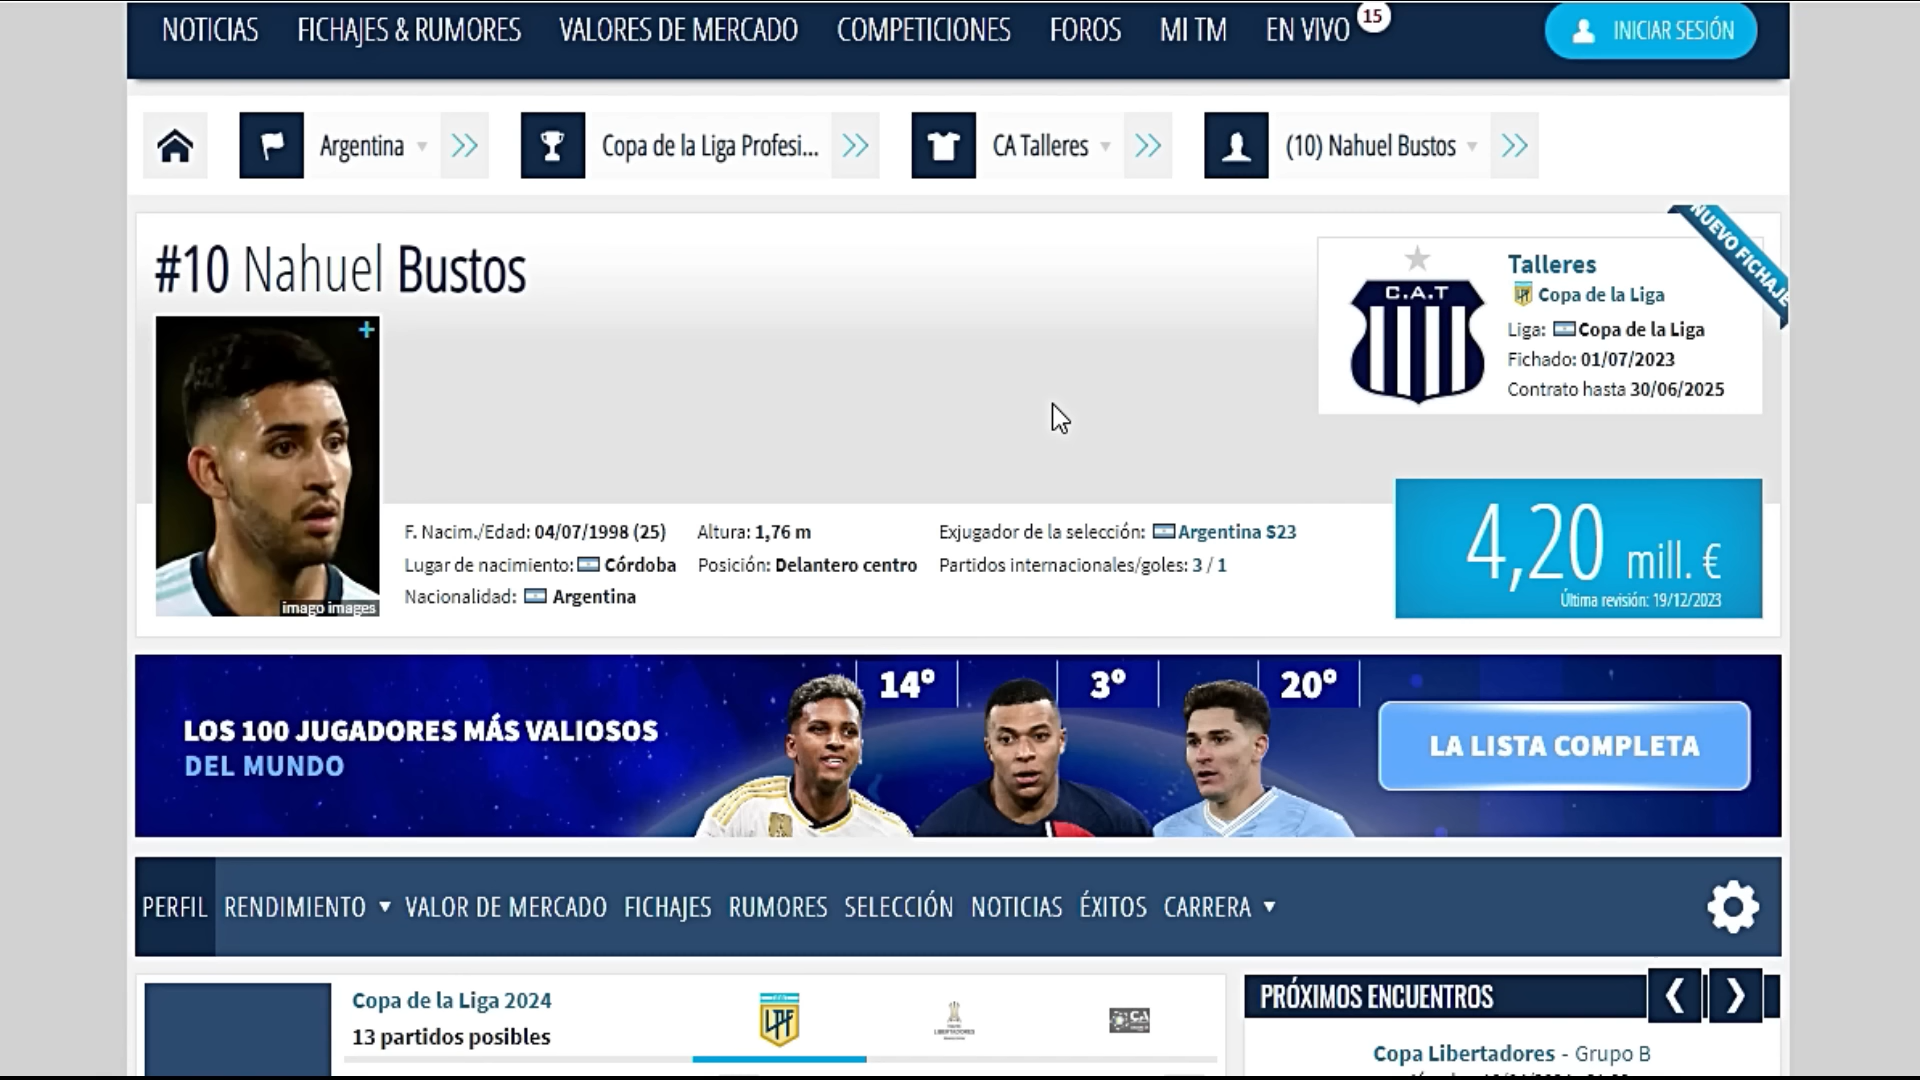 NOTICIAS FICHAJES & RUMORES VALORES DE MERCADO COMPETICIONES FOROS MI TM EN VIVO 15 INICIAR SESIÓN
Argentina Copa de la Liga Profesi... CA Talleres (10) Nahuel Bustos
NUEVO FICHAJE
#10 Nahuel Bustos
C.A.T
Talleres
Copa de la Liga
Liga: Copa de la Liga
Fichado: 01/07/2023
Contrato hasta 30/06/2025
imago images
F. Nacim./Edad: 04/07/1998 (25)
Lugar de nacimiento: Córdoba
Nacionalidad: Argentina
Altura: 1,76 m
Posición: Delantero centro
Exjugador de la selección: Argentina S23
Partidos internacionales/goles: 3 / 1
4,20 mill. €
Última revisión: 19/12/2023
LOS 100 JUGADORES MÁS VALIOSOS
DEL MUNDO
14º 3º 20º
LA LISTA COMPLETA
PERFIL RENDIMIENTO VALOR DE MERCADO FICHAJES RUMORES SELECCIÓN NOTICIAS ÉXITOS CARRERA
Copa de la Liga 2024
13 partidos posibles
LPF
PRÓXIMOS ENCUENTROS
Copa Libertadores - Grupo B